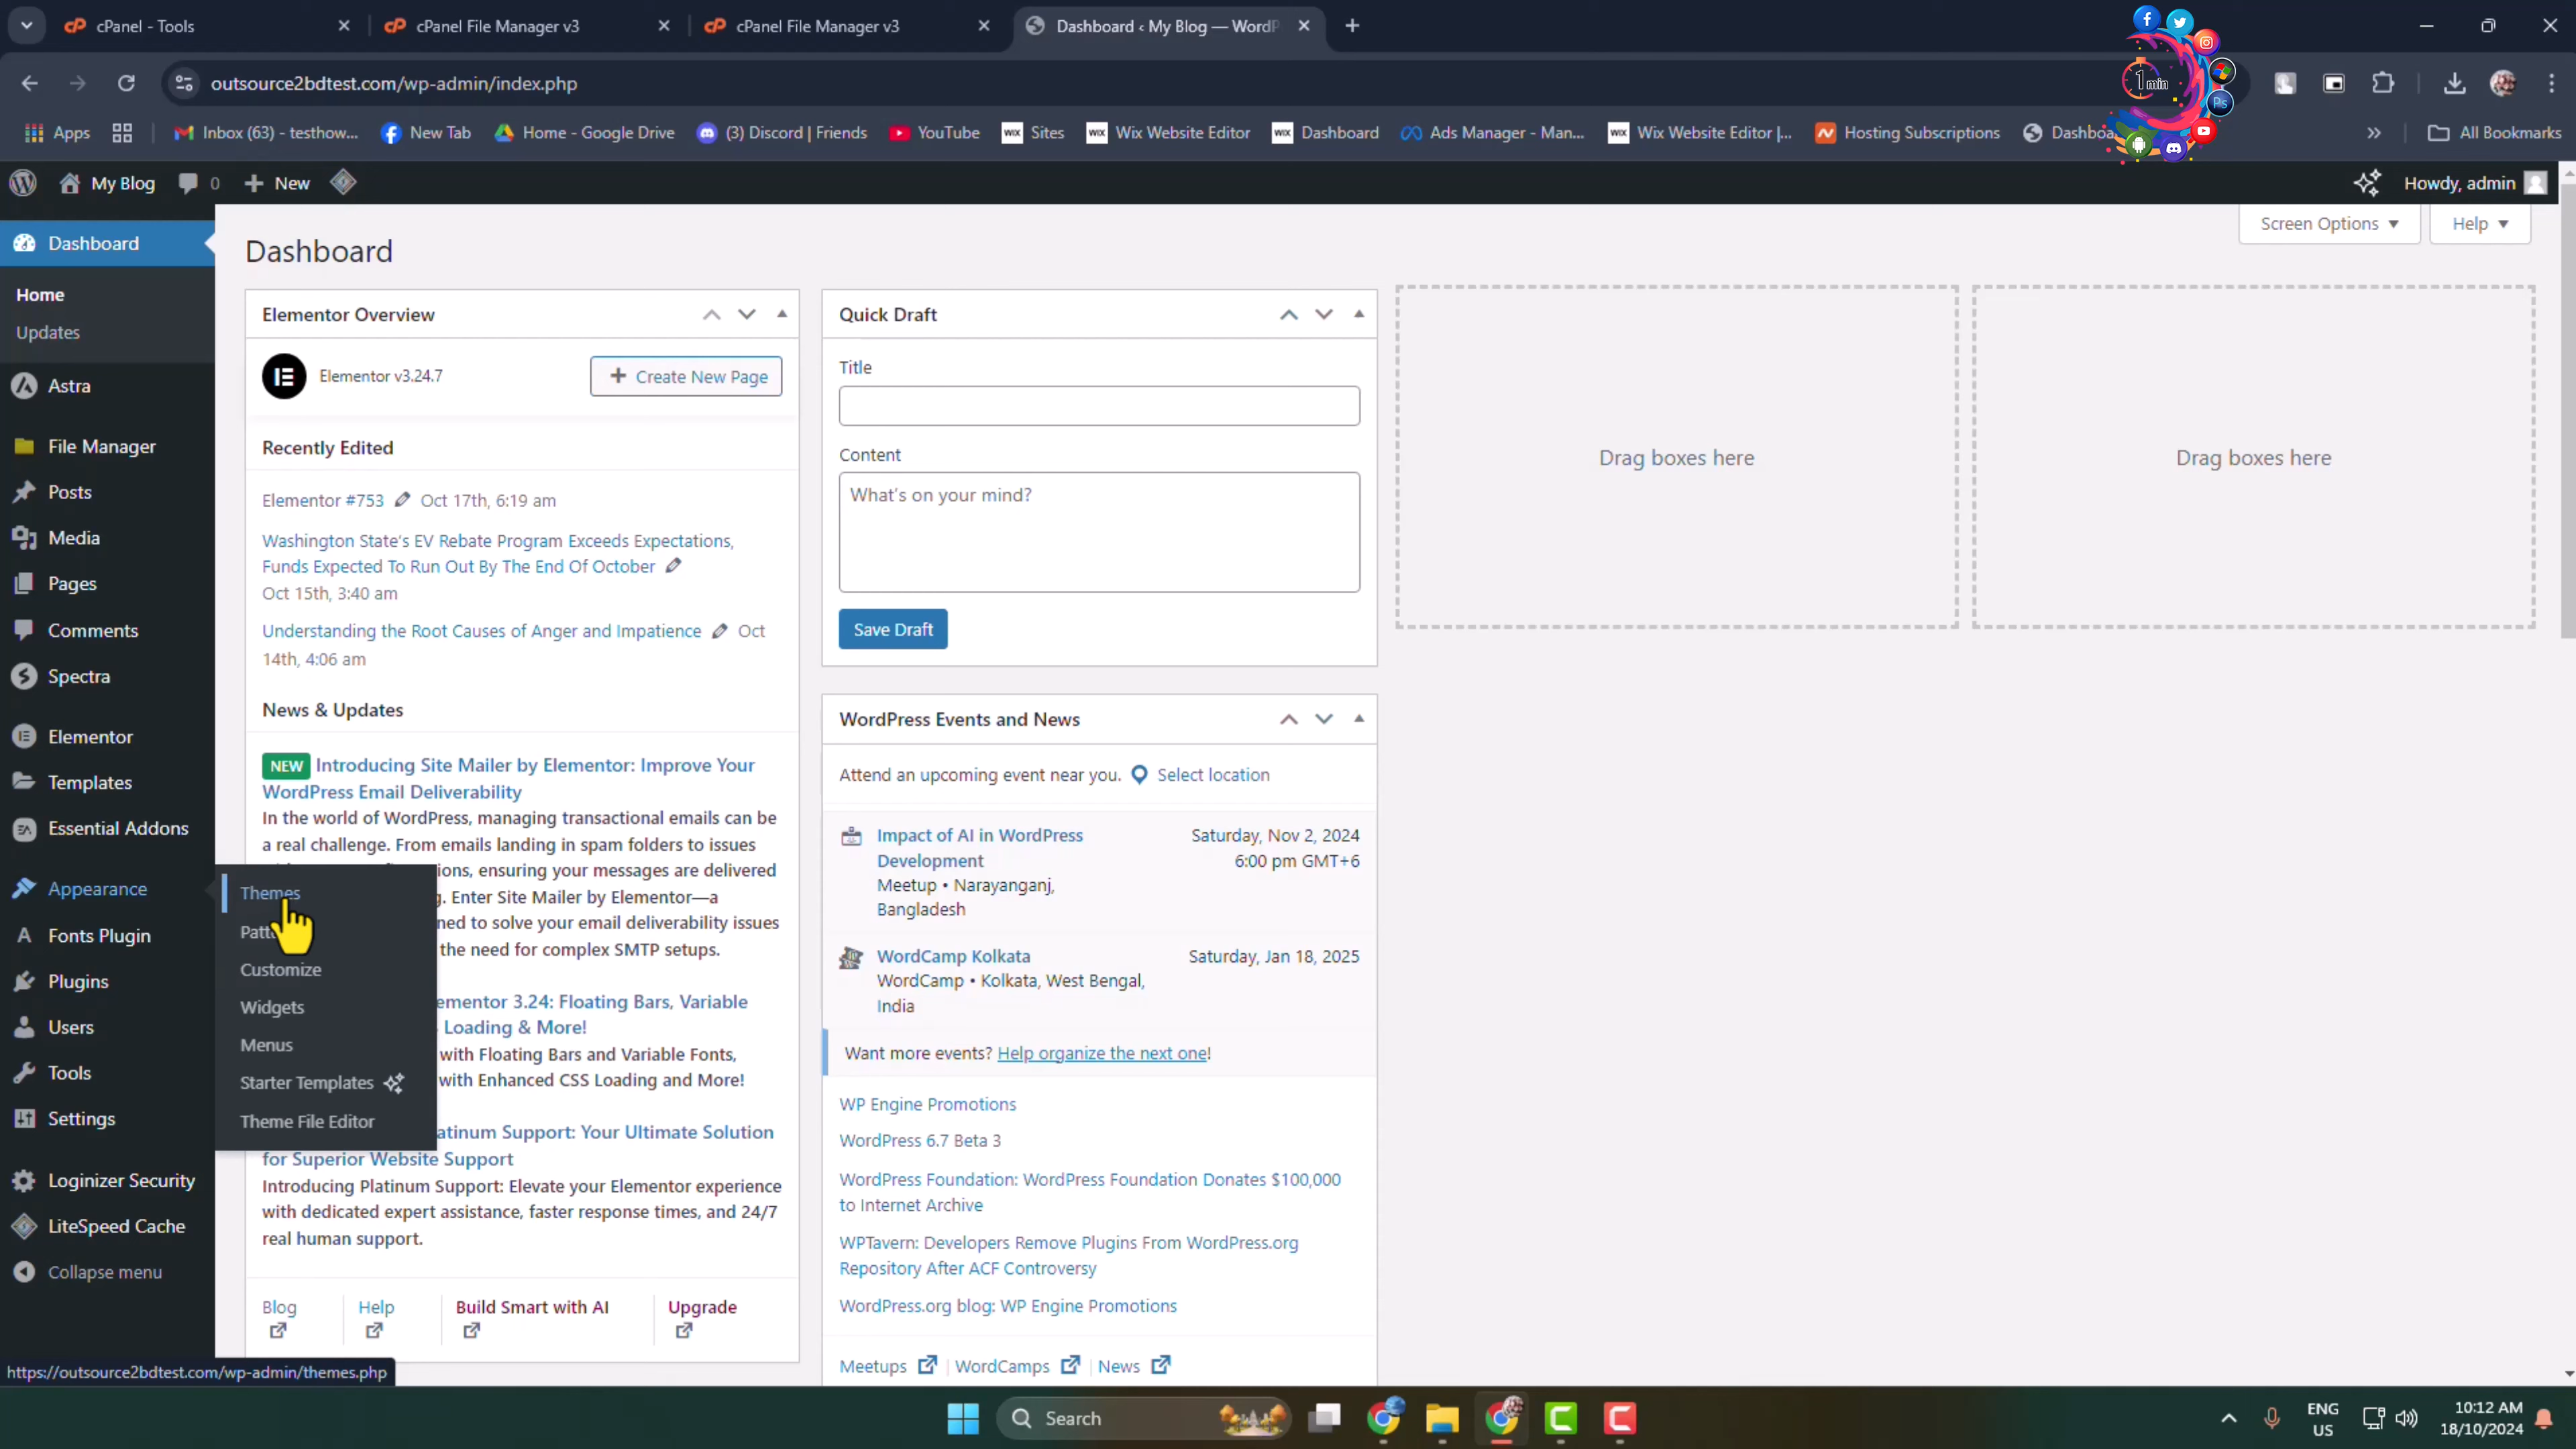 cPanel - Tools
cPanel File Manager v3
cPanel File Manager v3
Dashboard ‹ My Blog — WordP
outsource2bdtest.com/wp-admin/index.php
1 min
Ps
Apps
Inbox (63) - testhow...
New Tab
Home - Google Drive
(3) Discord | Friends
YouTube
WIX Sites
WIX Wix Website Editor
WIX Dashboard
Ads Manager - Man...
WIX Wix Website Editor |...
Hosting Subscriptions
Dashboa
All Bookmarks
My Blog
0
New
Howdy, admin
Screen Options
Help
Dashboard
Home
Updates
Astra
File Manager
Posts
Media
Pages
Comments
Spectra
Elementor
Templates
Essential Addons
Appearance
Fonts Plugin
Plugins
Users
Tools
Settings
Loginizer Security
LiteSpeed Cache
Collapse menu
Themes
Customize
Widgets
Menus
Starter Templates
Theme File Editor
Dashboard
Elementor Overview
Elementor v3.24.7
Create New Page
Recently Edited
Elementor #753 Oct 17th, 6:19 am
Washington State's EV Rebate Program Exceeds Expectations,
Funds Expected To Run Out By The End Of October
Oct 15th, 3:40 am
Understanding the Root Causes of Anger and Impatience Oct
14th, 4:06 am
News & Updates
NEW Introducing Site Mailer by Elementor: Improve Your
WordPress Email Deliverability
In the world of WordPress, managing transactional emails can be
a real challenge. From emails landing in spam folders to issues
ions, ensuring your messages are delivered
g. Enter Site Mailer by Elementor—a
ned to solve your email deliverability issues
the need for complex SMTP setups.
ementor 3.24: Floating Bars, Variable
Loading & More!
with Floating Bars and Variable Fonts,
with Enhanced CSS Loading and More!
atinum Support: Your Ultimate Solution
for Superior Website Support
Introducing Platinum Support: Elevate your Elementor experience
with dedicated expert assistance, faster response times, and 24/7
real human support.
Blog
Help
Build Smart with AI
Upgrade
Quick Draft
Title
Content
What's on your mind?
Save Draft
WordPress Events and News
Attend an upcoming event near you. Select location
Impact of AI in WordPress
Development
Meetup • Narayanganj,
Bangladesh
Saturday, Nov 2, 2024
6:00 pm GMT+6
WordCamp Kolkata
WordCamp • Kolkata, West Bengal,
India
Saturday, Jan 18, 2025
Want more events? Help organize the next one!
WP Engine Promotions
WordPress 6.7 Beta 3
WordPress Foundation: WordPress Foundation Donates $100,000
to Internet Archive
WPTavern: Developers Remove Plugins From WordPress.org
Repository After ACF Controversy
WordPress.org blog: WP Engine Promotions
Meetups | WordCamps | News
Drag boxes here
Drag boxes here
https://outsource2bdtest.com/wp-admin/themes.php
Search
ENG
US
10:12 AM
18/10/2024